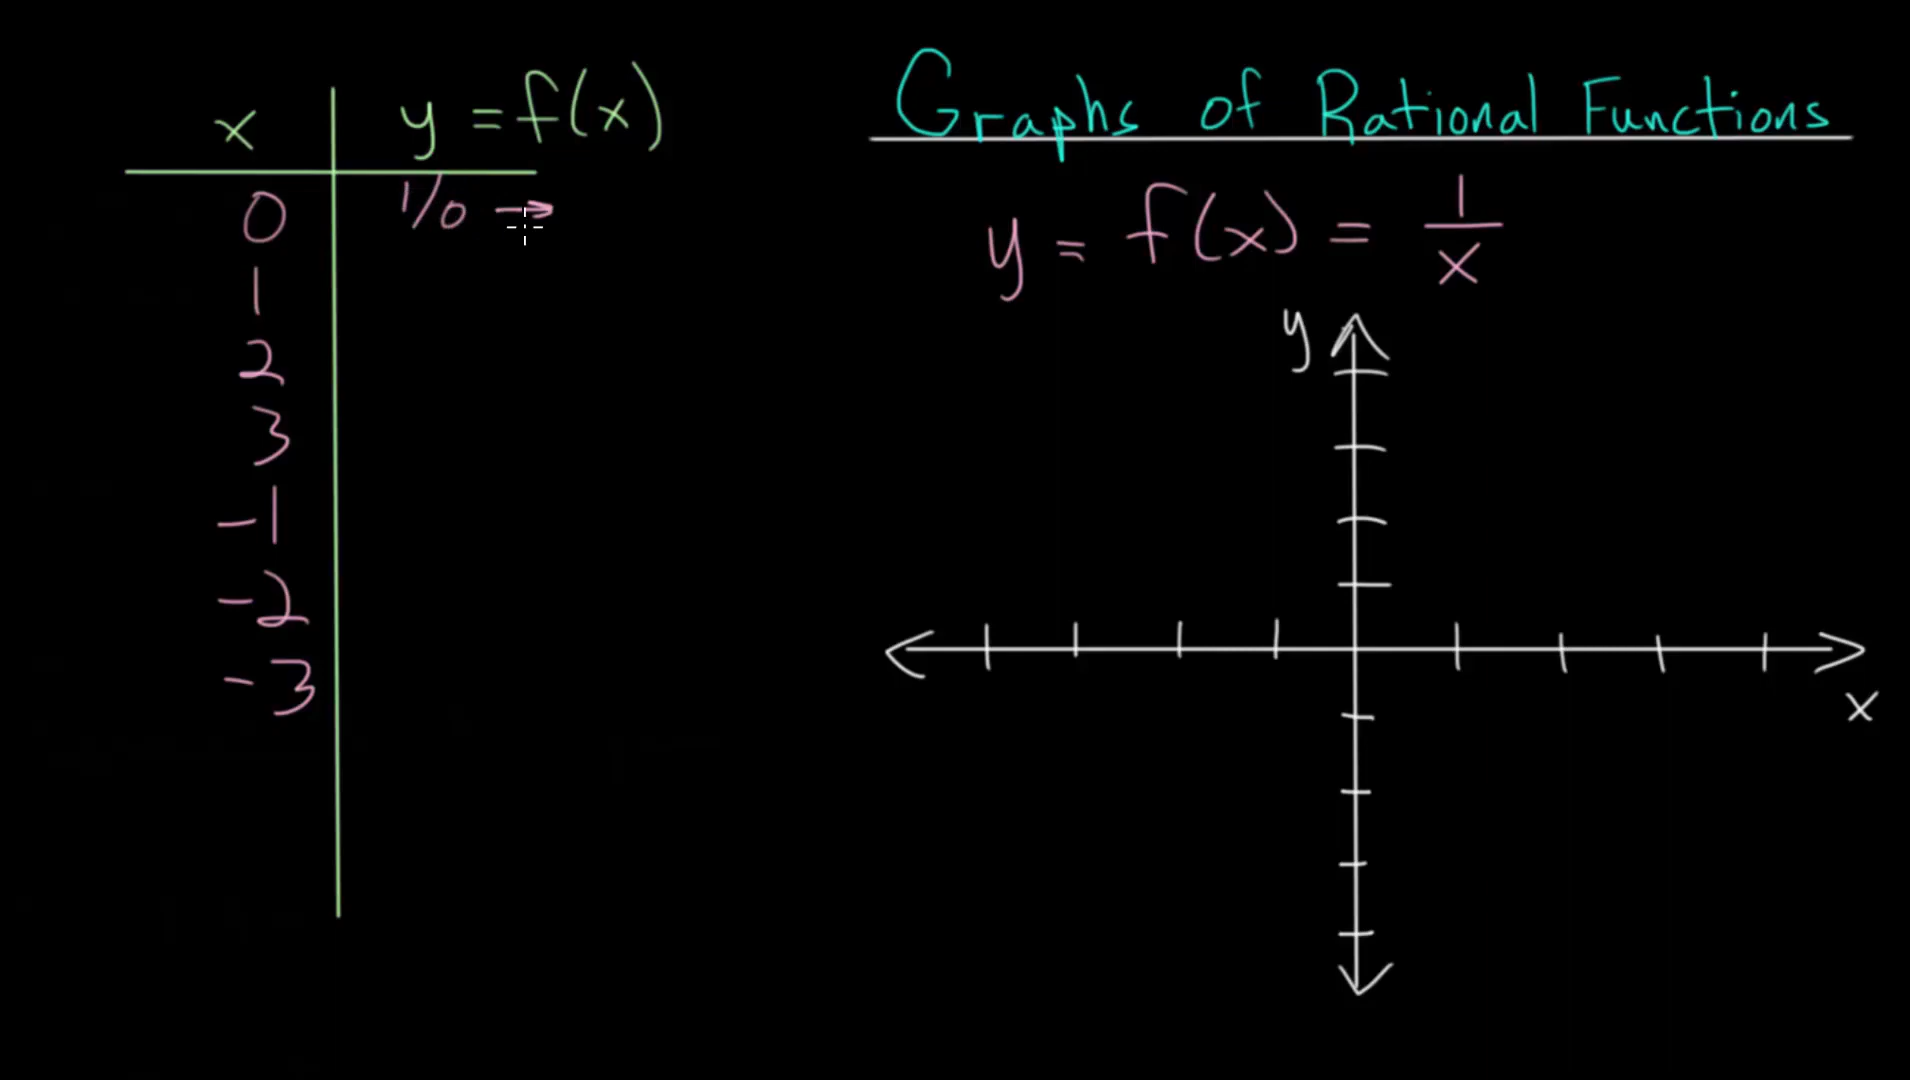 x y = f(x)
0 1/0 →
1
2
3
-1
-2
-3
Graphs of Rational Functions
y = f(x) = 1/x
y
x